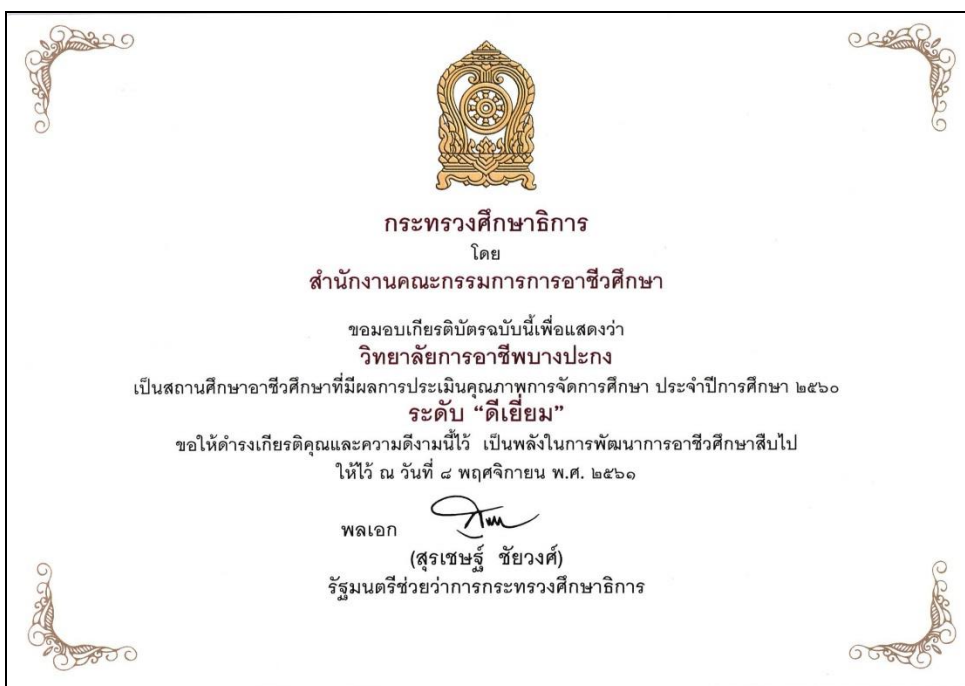 กระทรวงศึกษาธิการ
โดย
สำนักงานคณะกรรมการการอาชีวศึกษา
ขอมอบเกียรติบัตรฉบับนี้เพื่อแสดงว่า
วิทยาลัยการอาชีพบางปะกง
เป็นสถานศึกษาอาชีวศึกษาที่มีผลการประเมินคุณภาพการจัดการศึกษา ประจำปีการศึกษา ๒๕๖๐
ระดับ “ดีเยี่ยม”
ขอให้ดำรงเกียรติคุณและความดีงามนี้ไว้ เป็นพลังในการพัฒนาการอาชีวศึกษาสืบไป
ให้ไว้ ณ วันที่ ๘ พฤศจิกายน พ.ศ. ๒๕๖๑
พลเอก
(สุรเชษฐ์ ชัยวงศ์)
รัฐมนตรีช่วยว่าการกระทรวงศึกษาธิการ